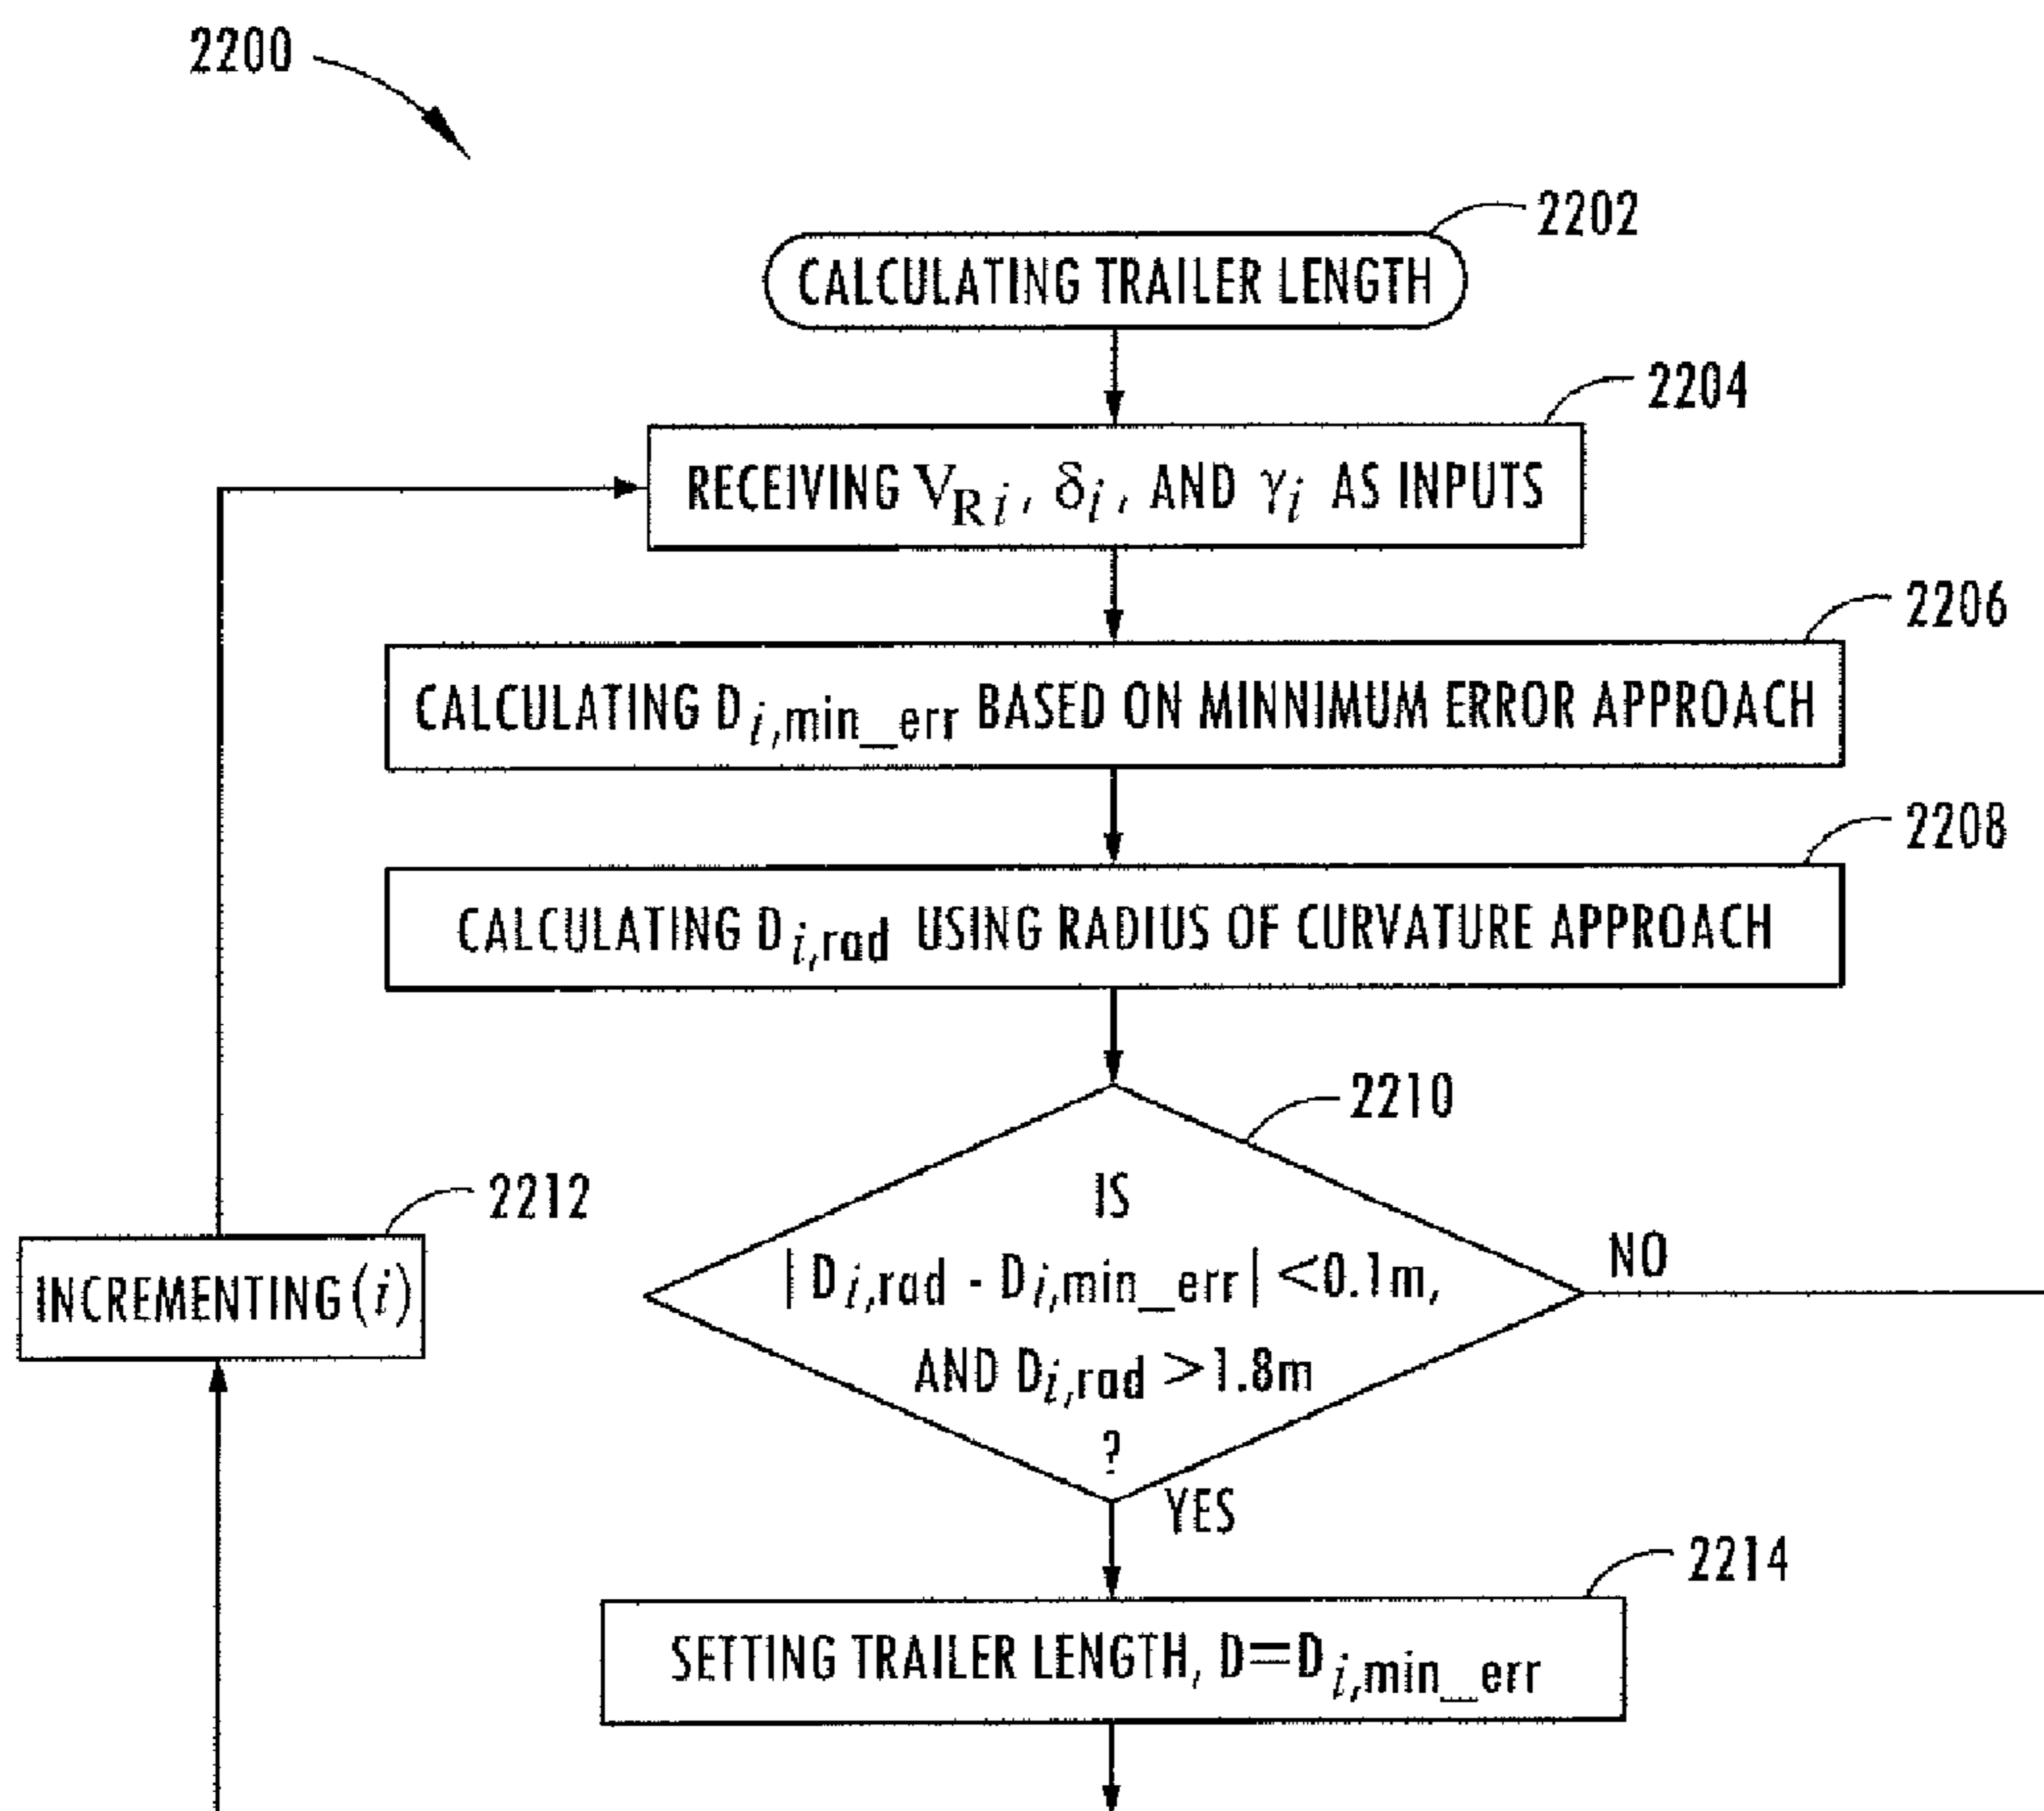 2200
2202
CALCULATING TRAILER LENGTH
2204
RECEIVING V_R i, δi, AND γi AS INPUTS
2206
CALCULATING D i,min_err BASED ON MINNIMUM ERROR APPROACH
2208
CALCULATING D i,rad USING RADIUS OF CURVATURE APPROACH
2210
IS
| D i,rad - D i,min_err | <0.1m,
AND D i,rad >1.8m
?
NO
YES
2212
INCREMENTING (i)
2214
SETTING TRAILER LENGTH, D=D i,min_err